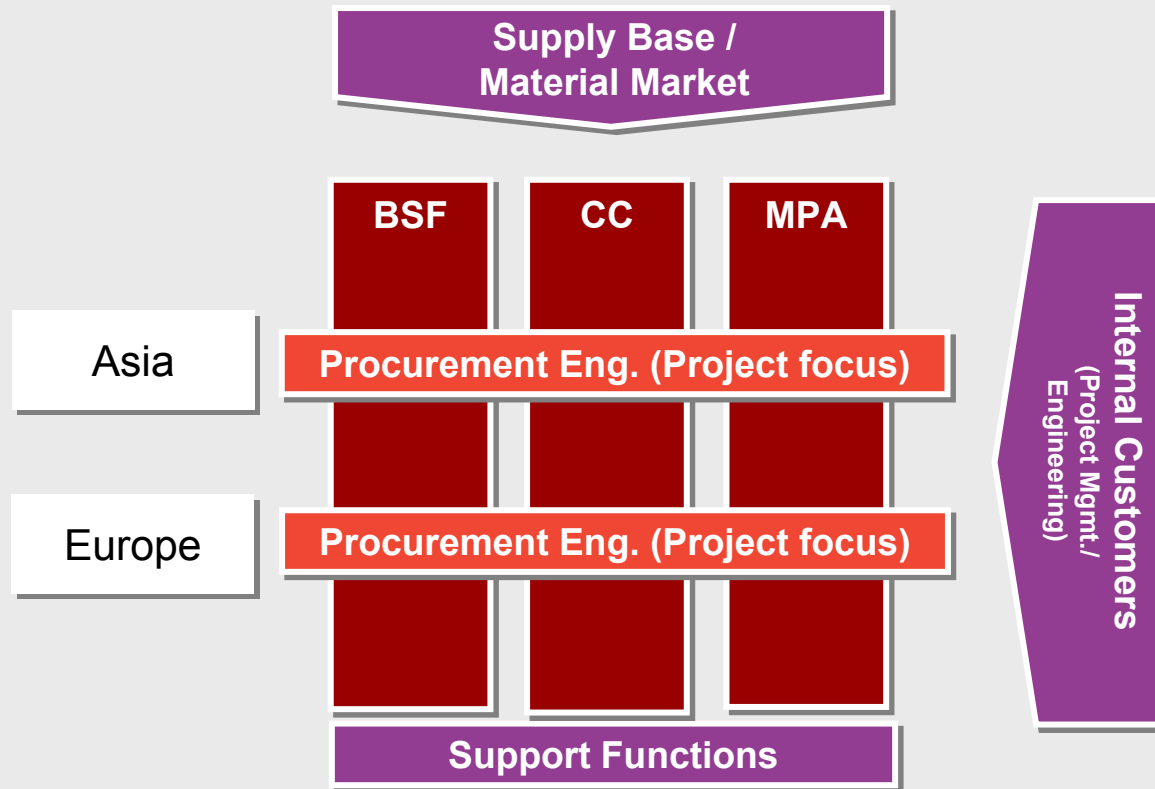 Supply Base /
Material Market
BSF
CC
MPA
Asia
Procurement Eng. (Project focus)
Europe
Procurement Eng. (Project focus)
Internal Customers
(Project Mgmt./
Engineering)
Support Functions